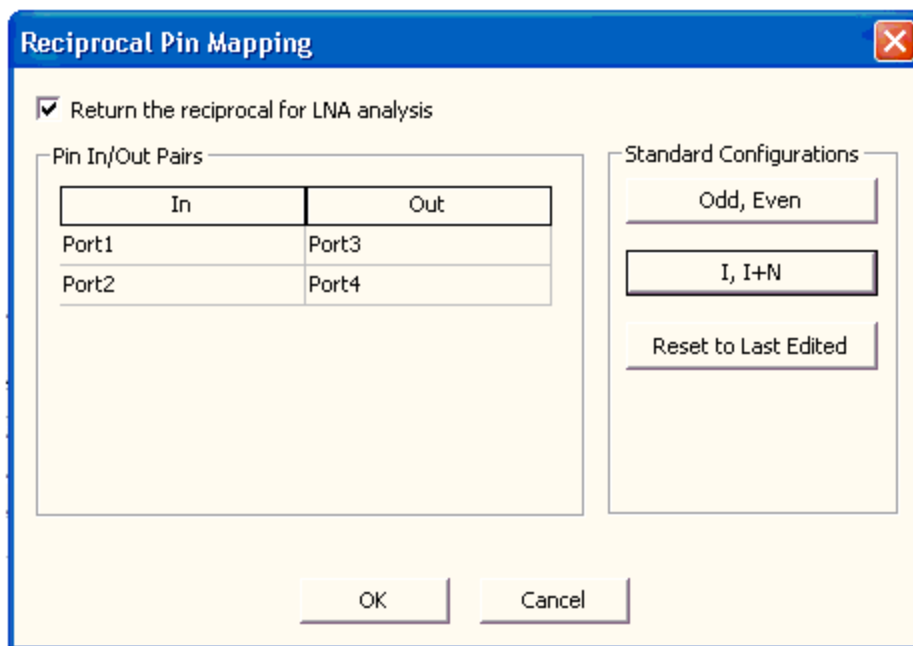 Reciprocal Pin Mapping
Return the reciprocal for LNA analysis
Pin In/Out Pairs
In Out
Port1 Port3
Port2 Port4
Standard Configurations
Odd, Even
I, I+N
Reset to Last Edited
OK Cancel